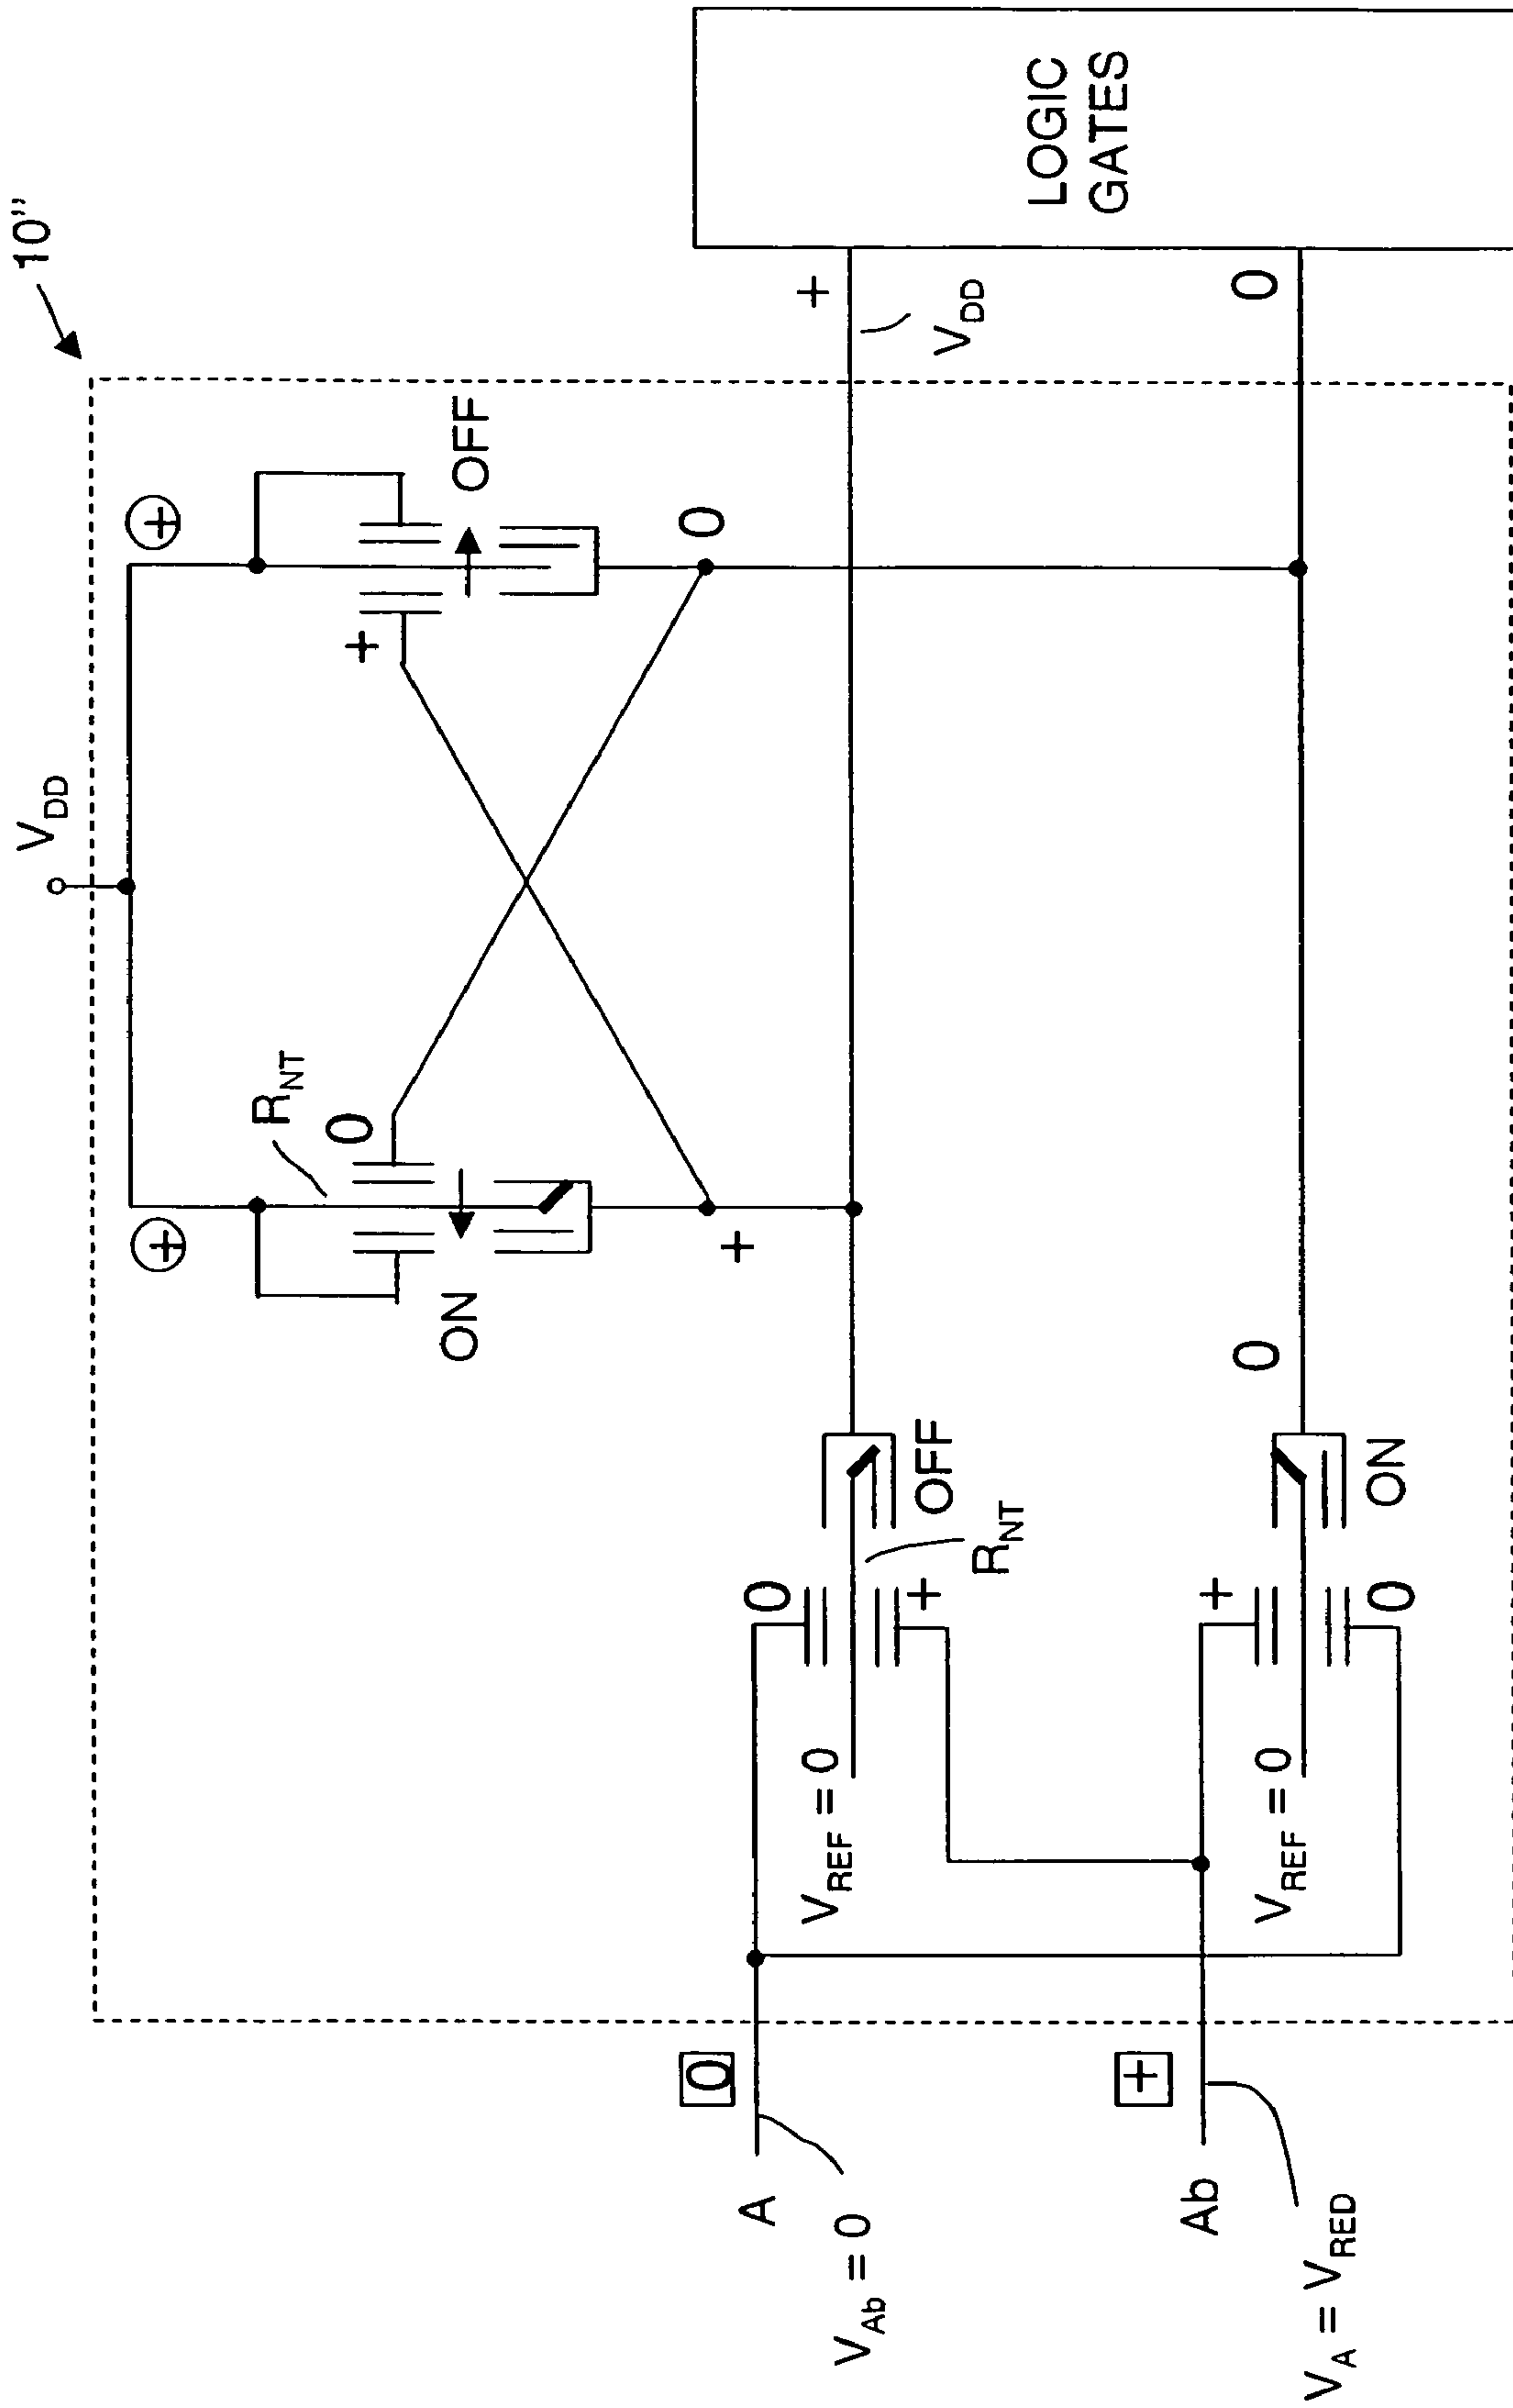 10”
V_DD
+
+
R_NT
0
+
OFF
ON
+
0
LOGIC
GATES
+
V_DD
0
A
0
V_Ab = 0
0
V_REF = 0
+
OFF
R_NT
Ab
+
V_A = V_RED
+
V_REF = 0
0
0
ON